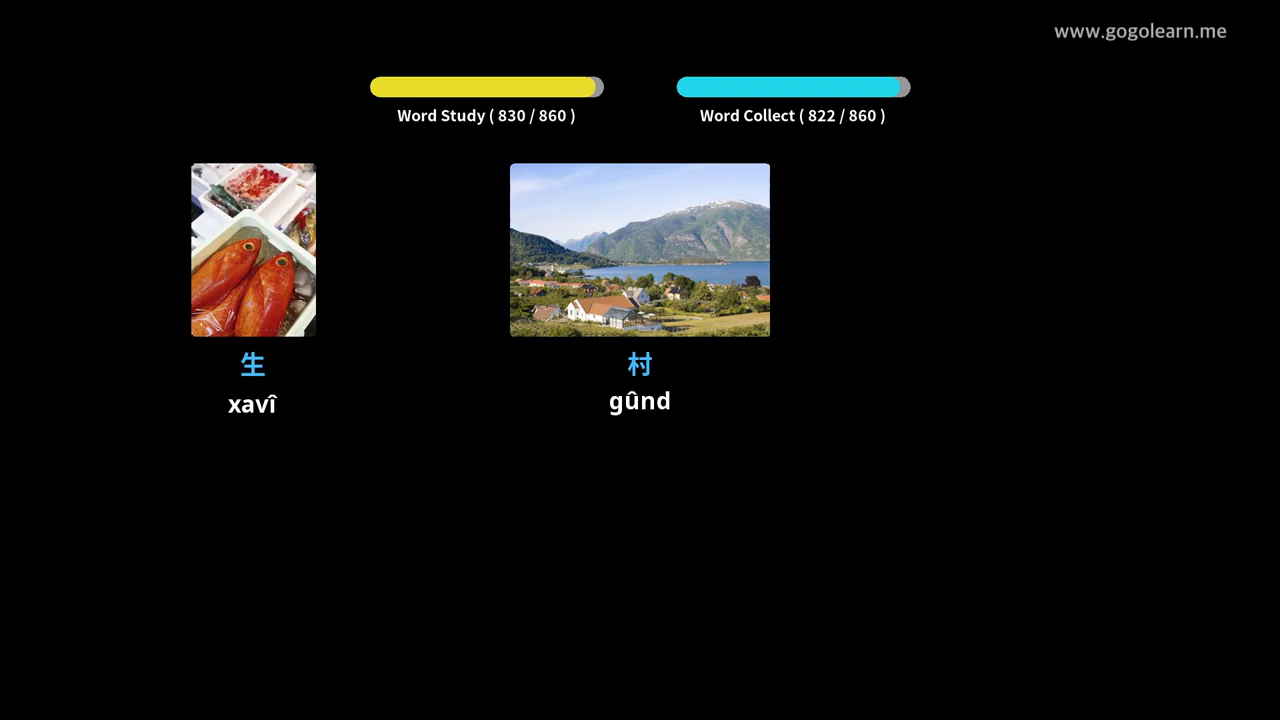 www.gogolearn.me
Word Study ( 830 / 860 )
Word Collect ( 822 / 860 )
生
xavî
村
gûnd